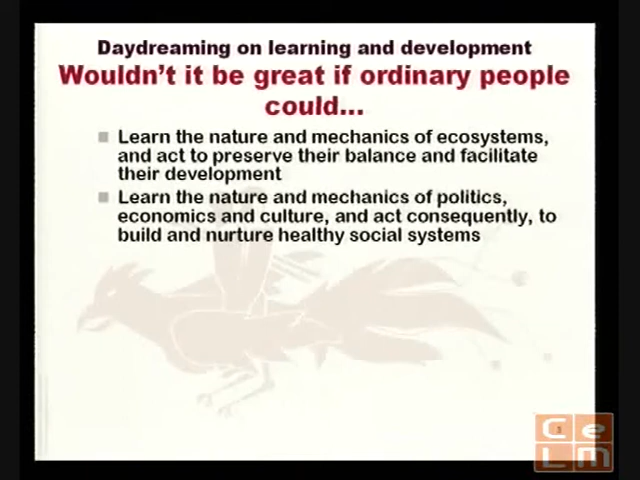 Daydreaming on learning and development
Wouldn't it be great if ordinary people
could...
Learn the nature and mechanics of ecosystems,
and act to preserve their balance and facilitate
their development
Learn the nature and mechanics of politics,
economics and culture, and act consequently, to
build and nurture healthy social systems
3
C e
L M